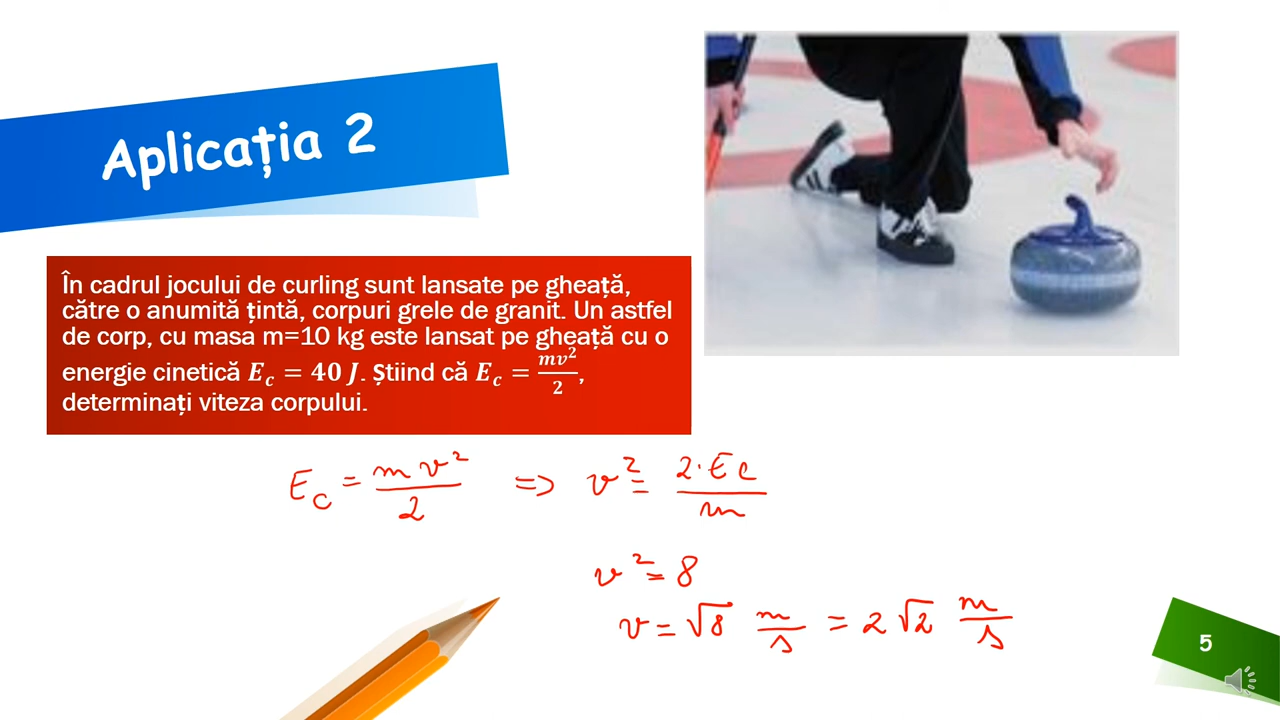 Aplicația 2
În cadrul jocului de curling sunt lansate pe gheață,
către o anumită țintă, corpuri grele de granit. Un astfel
de corp, cu masa m=10 kg este lansat pe gheață cu o
energie cinetică E_c = 40 J. Știind că E_c = mv²/2,
determinați viteza corpului.
E_c = m v²/2 => v² = 2·E_c/m
v² = 8
v = √8 m/s = 2√2 m/s
5